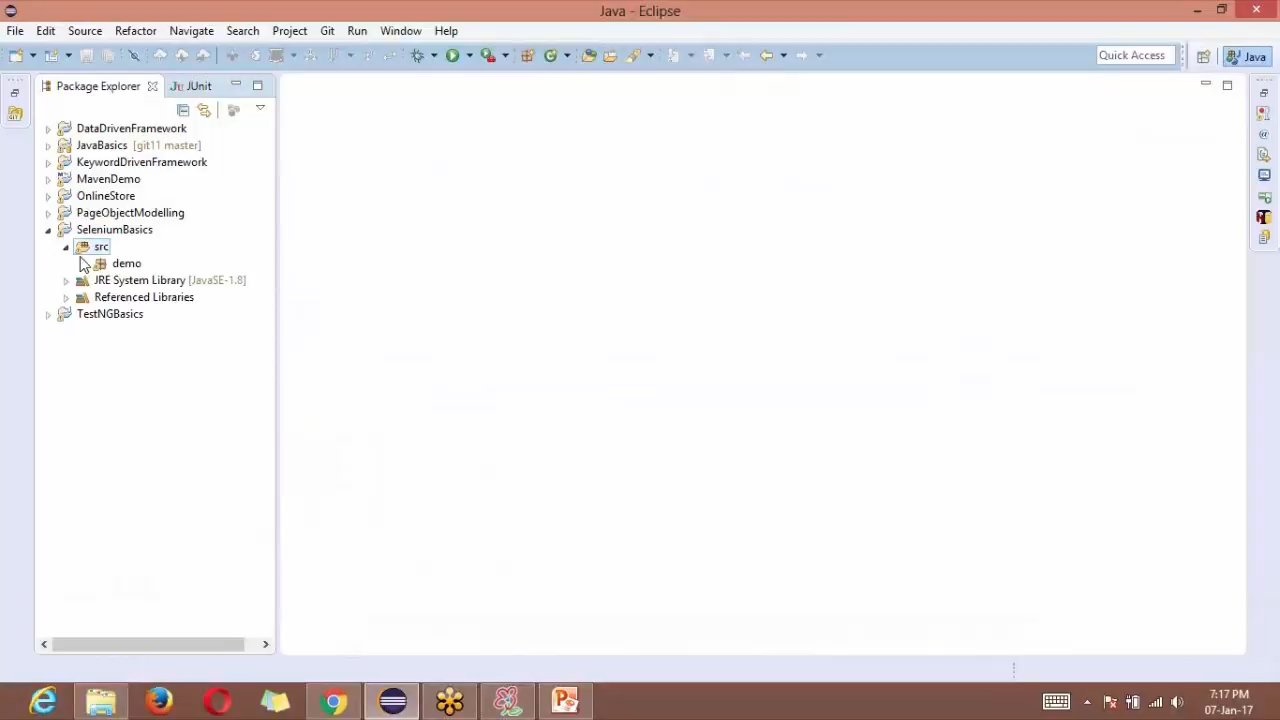 Java - Eclipse
File Edit Source Refactor Navigate Search Project Git Run Window Help
Quick Access
Java
Package Explorer
JUnit
DataDrivenFramework
JavaBasics [git11 master]
KeywordDrivenFramework
MavenDemo
OnlineStore
PageObjectModelling
SeleniumBasics
src
demo
JRE System Library [JavaSE-1.8]
Referenced Libraries
TestNGBasics
7:17 PM
07-Jan-17